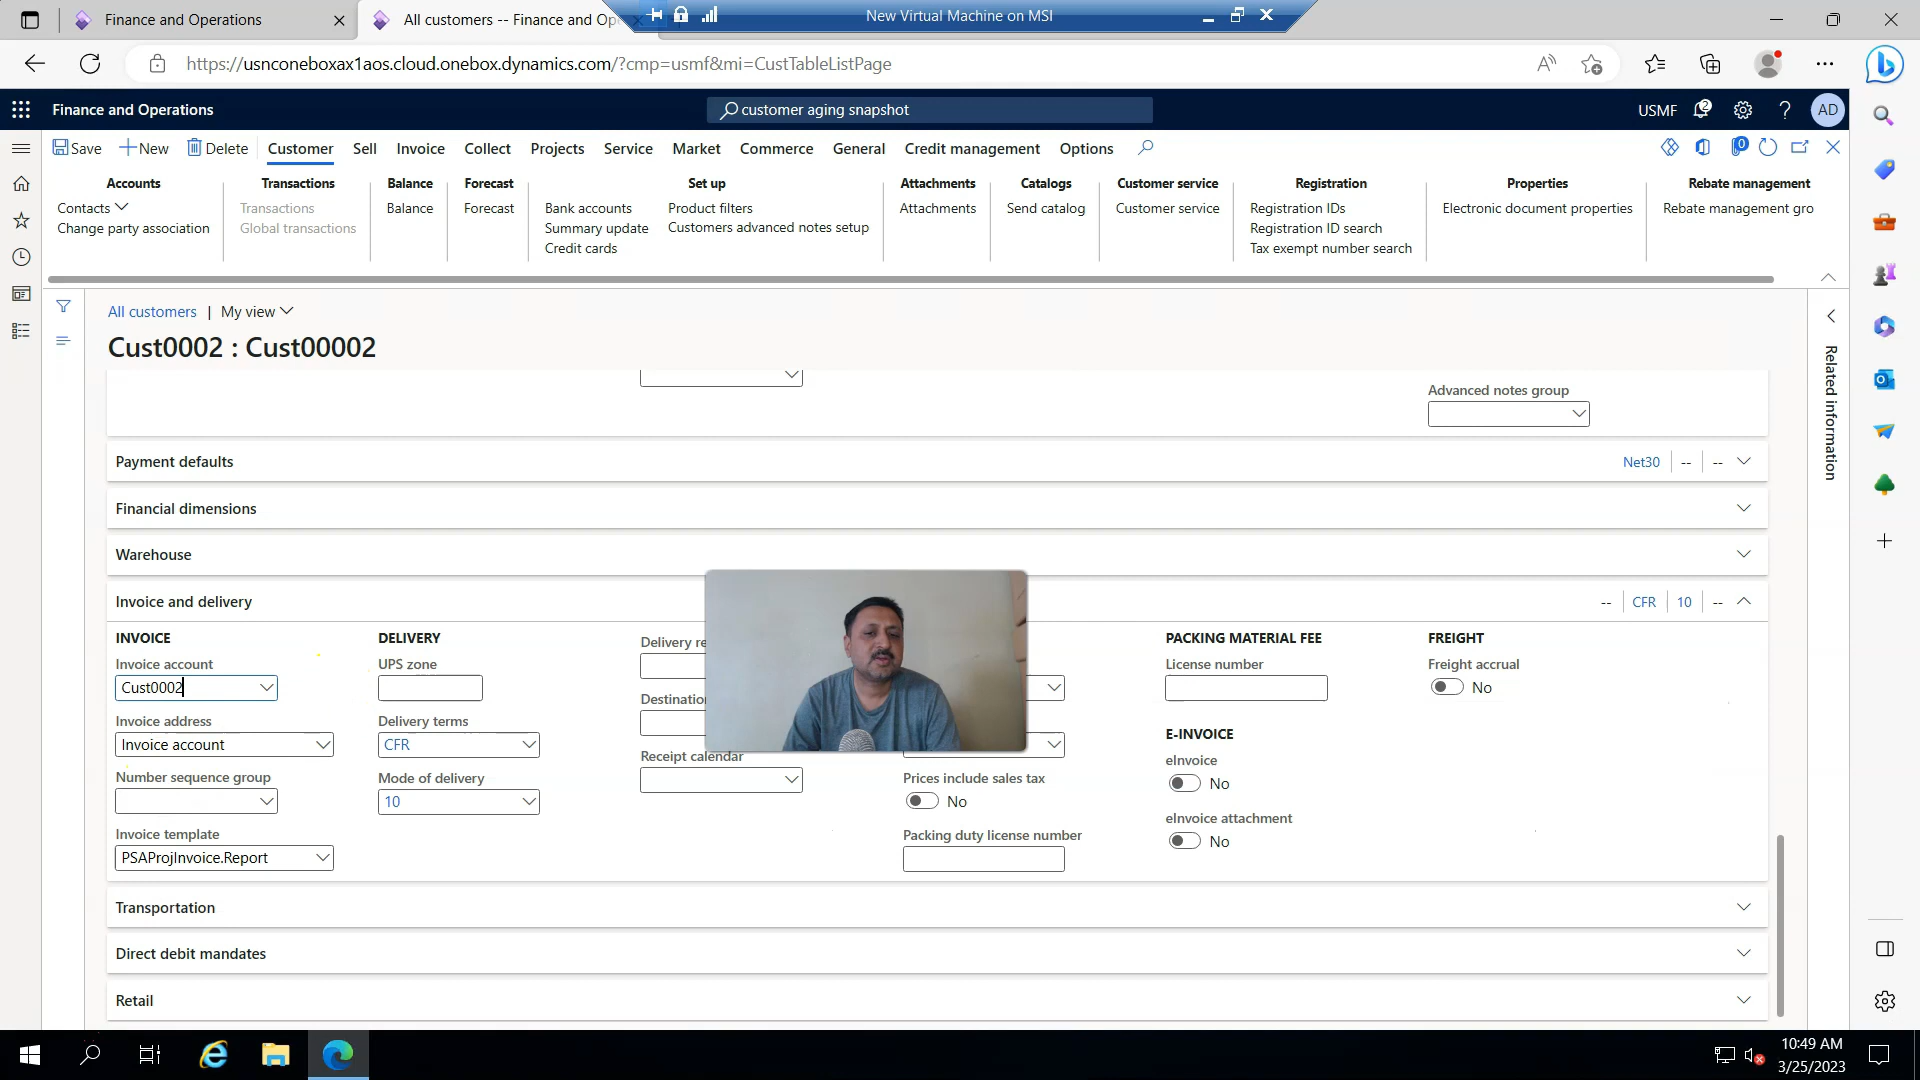 Finance and Operations
All customers -- Finance and Op
New Virtual Machine on MSI
https://usnconeboxax1aos.cloud.onebox.dynamics.com/?cmp=usmf&mi=CustTableListPage
Finance and Operations
customer aging snapshot
USMF
2
AD
Save
New
Delete
Customer
Sell
Invoice
Collect
Projects
Service
Market
Commerce
General
Credit management
Options
0
Accounts
Contacts
Change party association
Transactions
Transactions
Global transactions
Balance
Balance
Forecast
Forecast
Set up
Bank accounts
Summary update
Credit cards
Product filters
Customers advanced notes setup
Attachments
Attachments
Catalogs
Send catalog
Customer service
Customer service
Registration
Registration IDs
Registration ID search
Tax exempt number search
Properties
Electronic document properties
Rebate management
Rebate management gro
All customers | My view
Cust0002 : Cust00002
Related information
Advanced notes group
Payment defaults
Net30 -- --
Financial dimensions
Warehouse
Invoice and delivery
-- CFR 10 --
INVOICE
Invoice account
Cust0002
Invoice address
Invoice account
Number sequence group
Invoice template
PSAProjInvoice.Report
DELIVERY
UPS zone
Delivery terms
CFR
Mode of delivery
10
Delivery re
Destination
Receipt calendar
Prices include sales tax
No
Packing duty license number
PACKING MATERIAL FEE
License number
E-INVOICE
eInvoice
No
eInvoice attachment
No
FREIGHT
Freight accrual
No
Transportation
Direct debit mandates
Retail
10:49 AM
3/25/2023